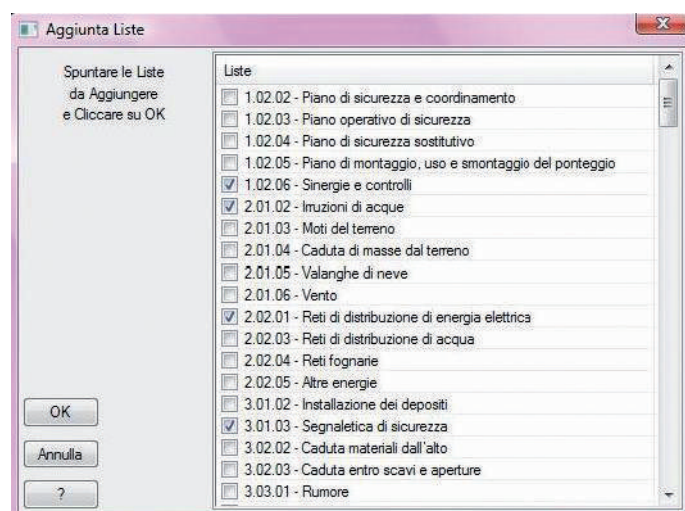 Aggiunta Liste
Spuntare le Liste
da Aggiungere
e Cliccare su OK
Liste
1.02.02 - Piano di sicurezza e coordinamento
1.02.03 - Piano operativo di sicurezza
1.02.04 - Piano di sicurezza sostitutivo
1.02.05 - Piano di montaggio, uso e smontaggio del ponteggio
1.02.06 - Sinergie e controlli
2.01.02 - Irruzioni di acque
2.01.03 - Moti del terreno
2.01.04 - Caduta di masse dal terreno
2.01.05 - Valanghe di neve
2.01.06 - Vento
2.02.01 - Reti di distribuzione di energia elettrica
2.02.03 - Reti di distribuzione di acqua
2.02.04 - Reti fognarie
2.02.05 - Altre energie
3.01.02 - Installazione dei depositi
3.01.03 - Segnaletica di sicurezza
3.02.02 - Caduta materiali dall'alto
3.02.03 - Caduta entro scavi e aperture
3.03.01 - Rumore
OK
Annulla
?